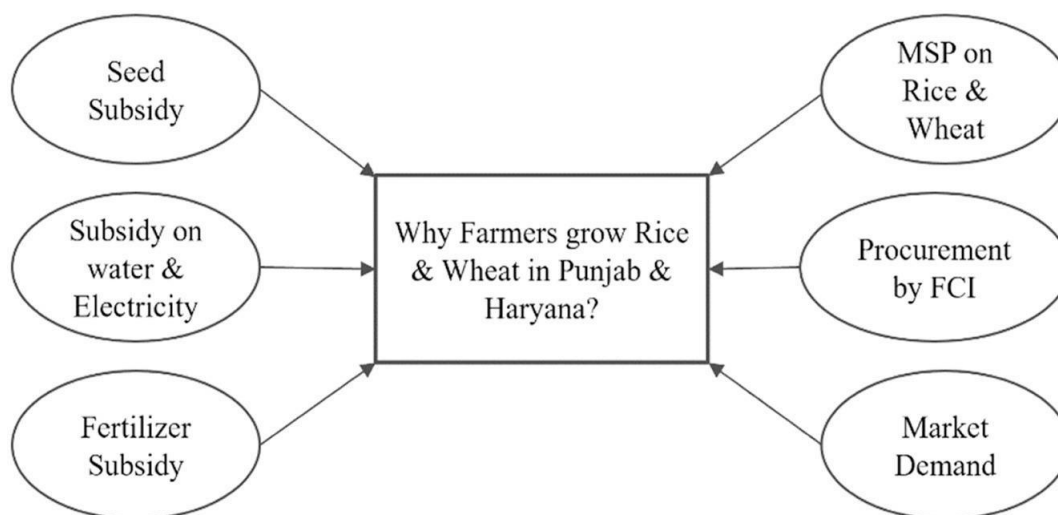 Seed
Subsidy
MSP on
Rice &
Wheat
Subsidy on
water &
Electricity
Why Farmers grow Rice
& Wheat in Punjab &
Haryana?
Procurement
by FCI
Fertilizer
Subsidy
Market
Demand